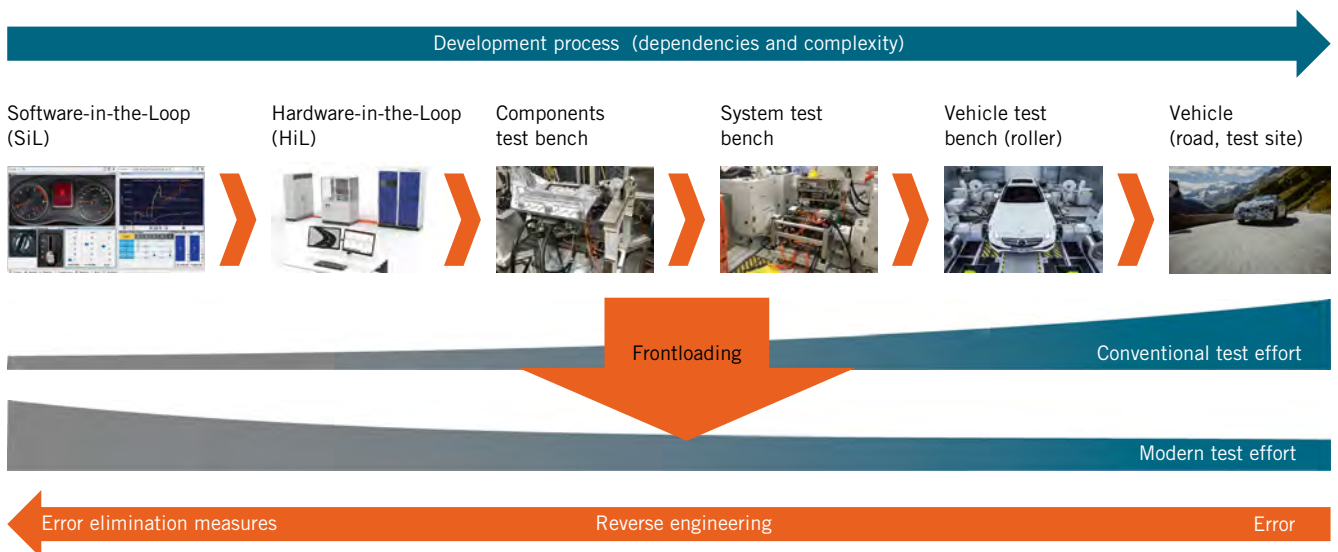 Development process (dependencies and complexity)
Software-in-the-Loop
(SiL)
Hardware-in-the-Loop
(HiL)
Components
test bench
System test
bench
Vehicle test
bench (roller)
Vehicle
(road, test site)
Frontloading
Conventional test effort
Modern test effort
Error elimination measures
Reverse engineering
Error